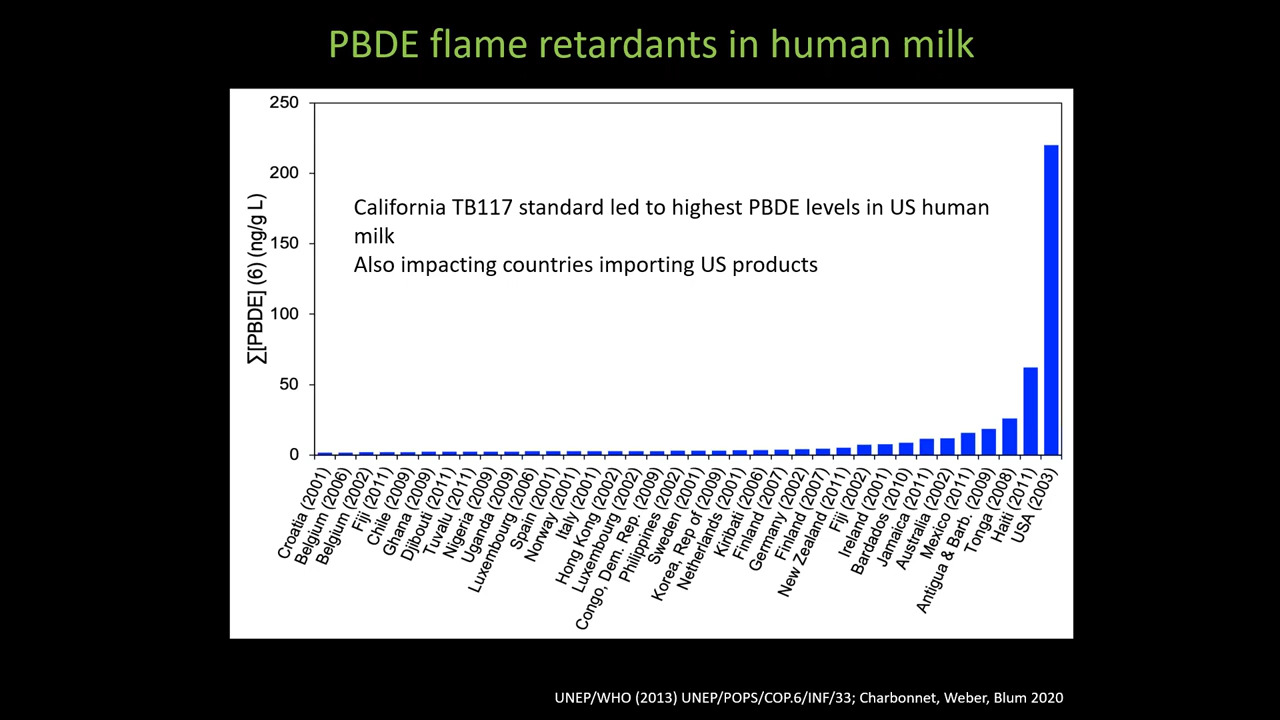 PBDE flame retardants in human milk
250
200
150
100
50
0
∑[PBDE] (6) (ng/g L)
California TB117 standard led to highest PBDE levels in US human
milk
Also impacting countries importing US products
Croatia (2001)
Belgium (2006)
Belgium (2002)
Fiji (2011)
Chile (2009)
Ghana (2009)
Djibouti (2011)
Tuvalu (2011)
Nigeria (2009)
Uganda (2009)
Luxembourg (2006)
Spain (2001)
Norway (2001)
Italy (2001)
Hong Kong (2002)
Luxembourg (2002)
Congo, Dem. Rep. (2009)
Philippines (2002)
Sweden (2001)
Korea, Rep of (2009)
Netherlands (2001)
Kiribati (2006)
Finland (2007)
Germany (2002)
Finland (2007)
New Zealand (2011)
Fiji (2002)
Ireland (2001)
Barbados (2010)
Jamaica (2011)
Australia (2002)
Mexico (2011)
Antigua & Barb. (2009)
Tonga (2008)
Haiti (2011)
USA (2003)
UNEP/WHO (2013) UNEP/POPS/COP.6/INF/33; Charbonnet, Weber, Blum 2020